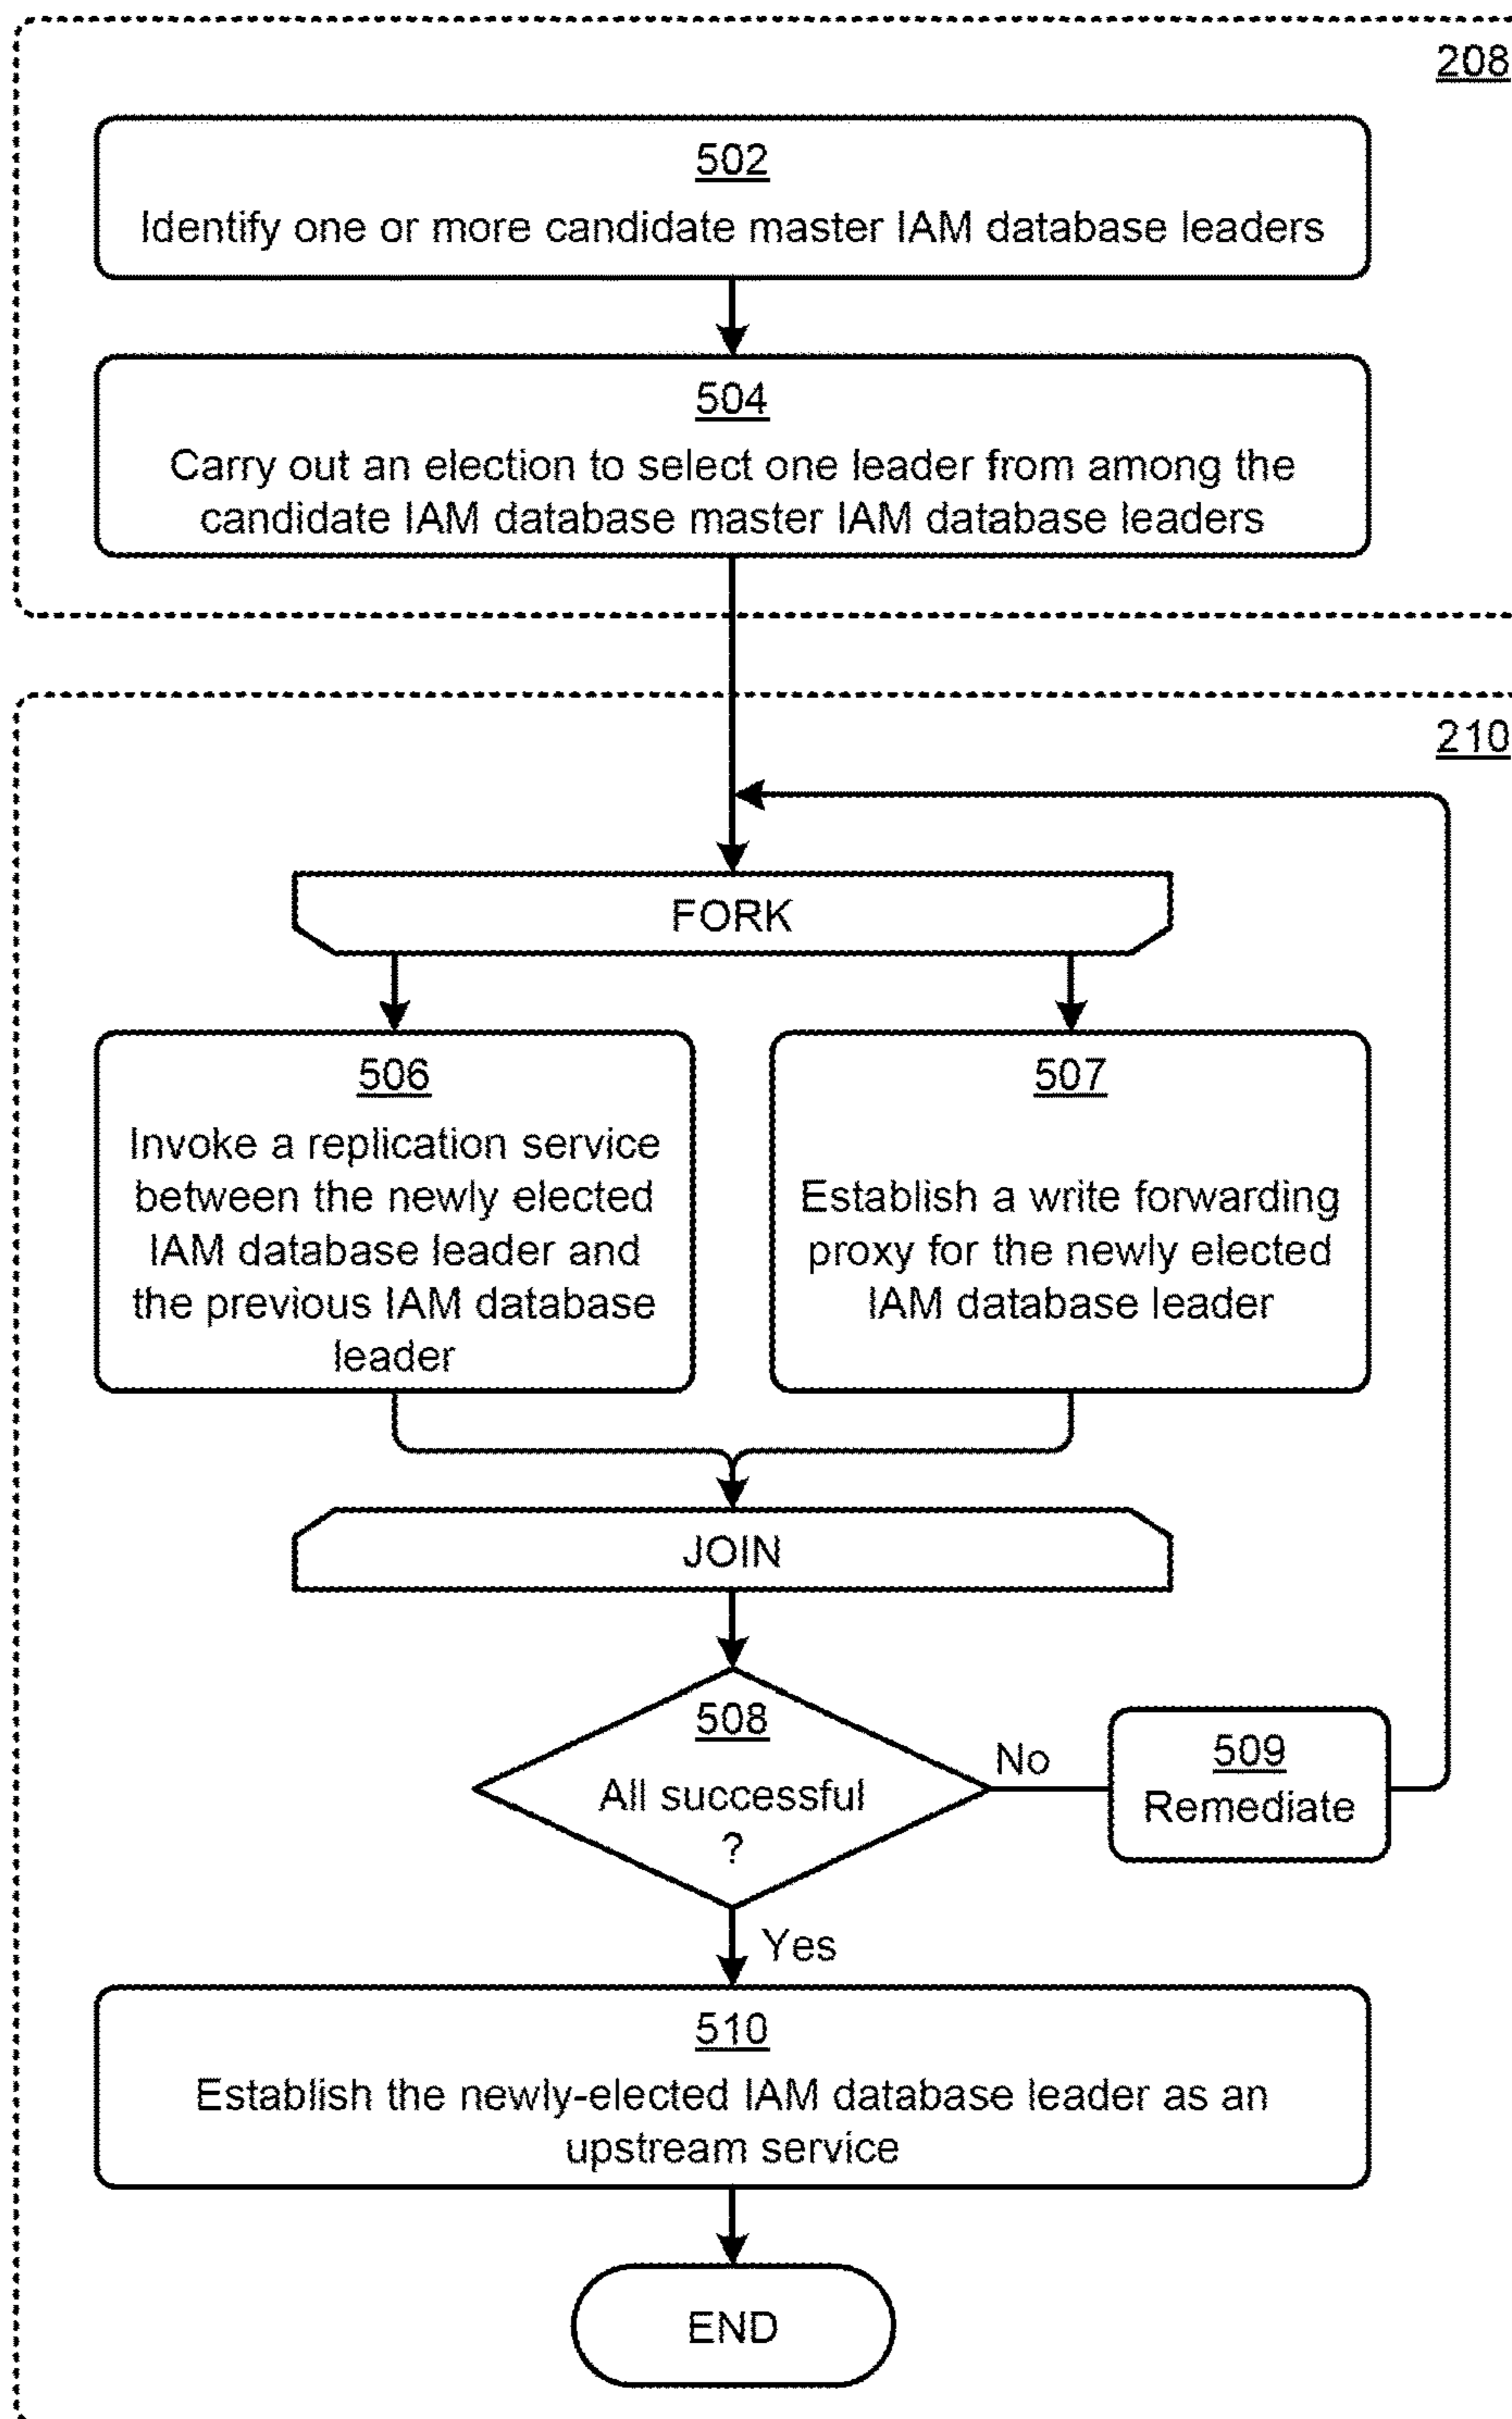 208
502
Identify one or more candidate master IAM database leaders
504
Carry out an election to select one leader from among the
candidate IAM database master IAM database leaders
210
FORK
506
Invoke a replication service
between the newly elected
IAM database leader and
the previous IAM database
leader
507
Establish a write forwarding
proxy for the newly elected
IAM database leader
JOIN
508
All successful
?
No
509
Remediate
Yes
510
Establish the newly-elected IAM database leader as an
upstream service
END